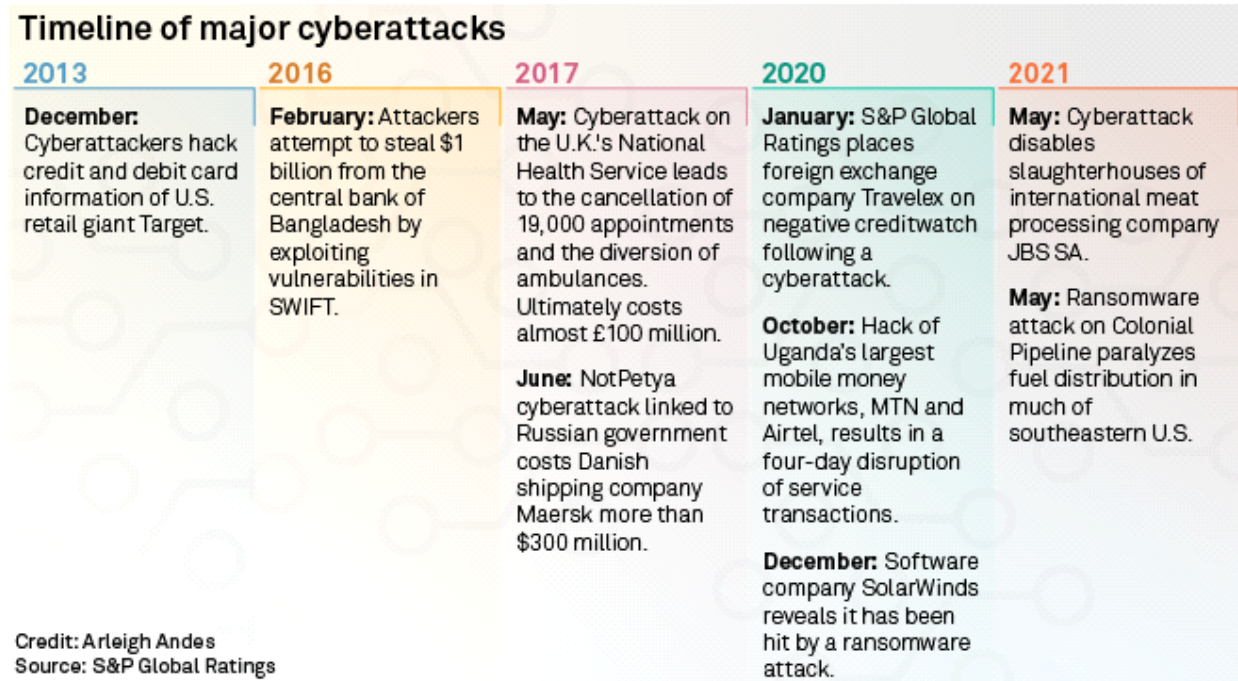 Timeline of major cyberattacks
2013
December:
Cyberattackers hack
credit and debit card
information of U.S.
retail giant Target.
2016
February: Attackers
attempt to steal $1
billion from the
central bank of
Bangladesh by
exploiting
vulnerabilities in
SWIFT.
2017
May: Cyberattack on
the U.K.'s National
Health Service leads
to the cancellation of
19,000 appointments
and the diversion of
ambulances.
Ultimately costs
almost £100 million.
June: NotPetya
cyberattack linked to
Russian government
costs Danish
shipping company
Maersk more than
$300 million.
2020
January: S&P Global
Ratings places
foreign exchange
company Travelex on
negative creditwatch
following a
cyberattack.
October: Hack of
Uganda's largest
mobile money
networks, MTN and
Airtel, results in a
four-day disruption
of service
transactions.
December: Software
company SolarWinds
reveals it has been
hit by a ransomware
attack.
2021
May: Cyberattack
disables
slaughterhouses of
international meat
processing company
JBS SA.
May: Ransomware
attack on Colonial
Pipeline paralyzes
fuel distribution in
much of
southeastern U.S.
Credit: Arleigh Andes
Source: S&P Global Ratings